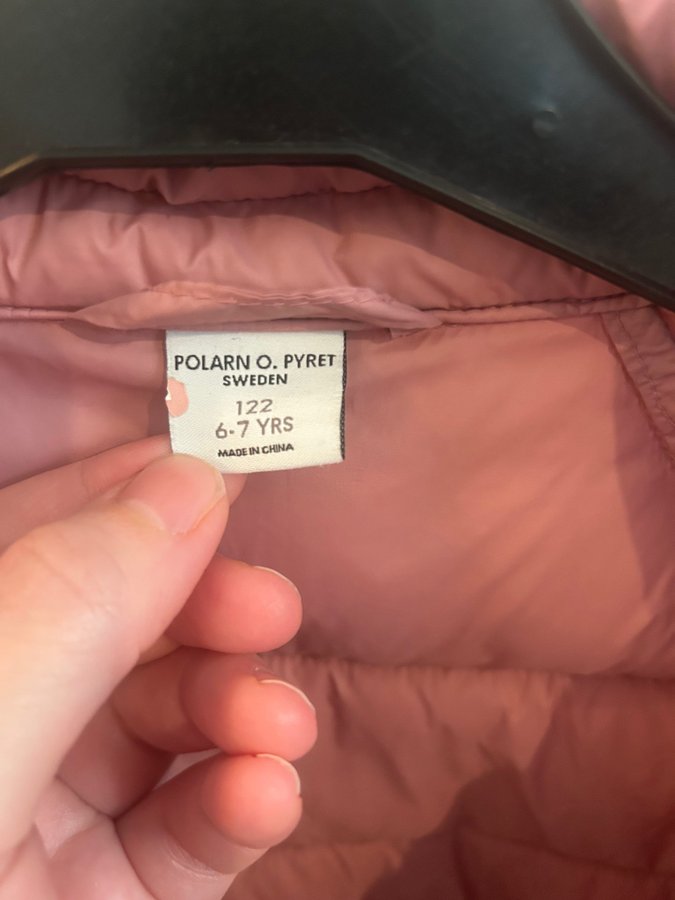 POLARN O. PYRET
SWEDEN
122
6-7 YRS
MADE IN CHINA